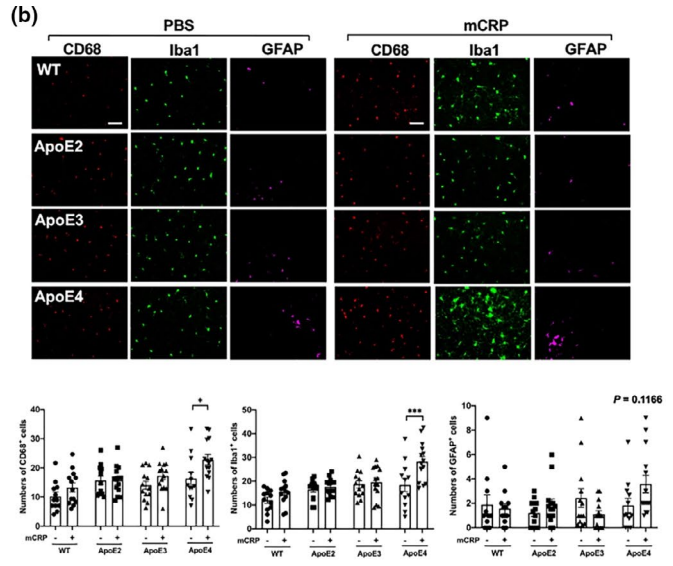 (b)
PBS mCRP
CD68 Iba1 GFAP CD68 Iba1 GFAP
WT
ApoE2
ApoE3
ApoE4
Numbers of CD68⁺ cells
40
30
20
10
0
*
mCRP - + - + - + - +
WT ApoE2 ApoE3 ApoE4
Numbers of Iba1⁺ cells
50
40
30
20
10
0
***
mCRP - + - + - + - +
WT ApoE2 ApoE3 ApoE4
Numbers of GFAP⁺ cells
10
8
6
4
2
0
P = 0.1166
mCRP - + - + - + - +
WT ApoE2 ApoE3 ApoE4